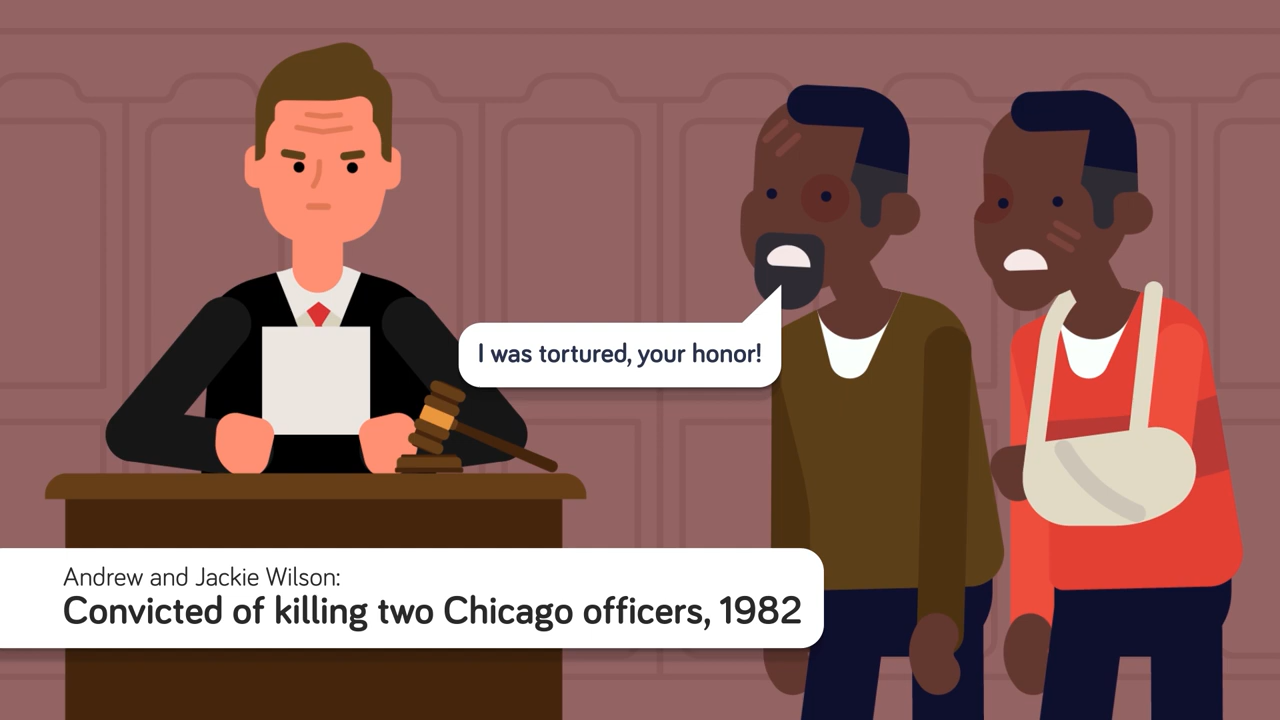 I was tortured, your honor!
Andrew and Jackie Wilson:
Convicted of killing two Chicago officers, 1982